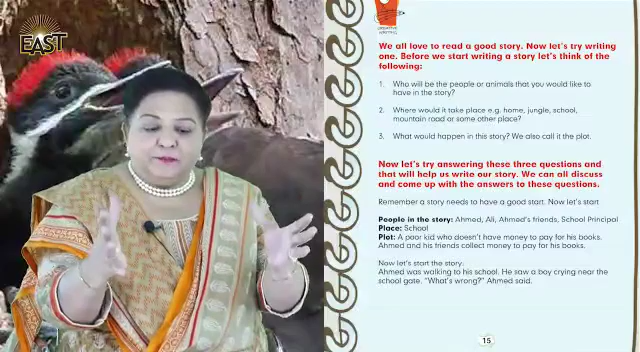 EAST
creative
writing
We all love to read a good story. Now let's try writing
one. Before we start writing a story let's think of the
following:
1. Who will be the people or animals that you would like to
have in the story?
2. Where would it take place e.g. home, jungle, school,
mountain road or some other place?
3. What would happen in this story? We also call it the plot.
Now let's try answering these three questions and
that will help us write our story. We can all discuss
and come up with the answers to these questions.
Remember a story needs to have a good start. Now let's start
People in the story: Ahmed, Ali, Ahmad's friends, School Principal
Place: School
Plot: A poor kid who doesn't have money to pay for his books.
Ahmed and his friends collect money to pay for his books.
Now let's start the story:
Ahmed was walking to his school. He saw a boy crying near the
school gate. "What's wrong?" Ahmed said.
15